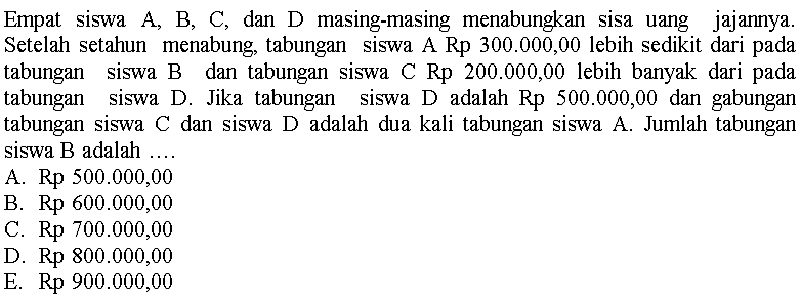 Empat siswa A, B, C, dan D masing-masing menabungkan sisa uang jajannya.
Setelah setahun menabung, tabungan siswa A Rp 300.000,00 lebih sedikit dari pada
tabungan siswa B dan tabungan siswa C Rp 200.000,00 lebih banyak dari pada
tabungan siswa D. Jika tabungan siswa D adalah Rp 500.000,00 dan gabungan
tabungan siswa C dan siswa D adalah dua kali tabungan siswa A. Jumlah tabungan
siswa B adalah ....
A. Rp 500.000,00
B. Rp 600.000,00
C. Rp 700.000,00
D. Rp 800.000,00
E. Rp 900.000,00